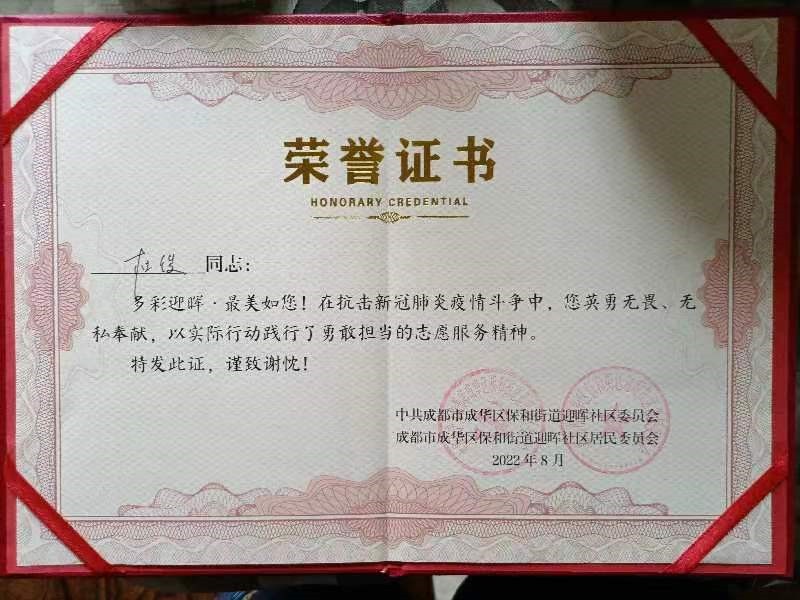 荣誉证书
HONORARY CREDENTIAL
同志：
多彩迎晖·最美如您！在抗击新冠肺炎疫情斗争中，您英勇无畏、无
私奉献，以实际行动践行了勇敢担当的志愿服务精神。
特发此证，谨致谢忱！
中共成都市成华区保和街道迎晖社区委员会
成都市成华区保和街道迎晖社区居民委员会
2022年8月